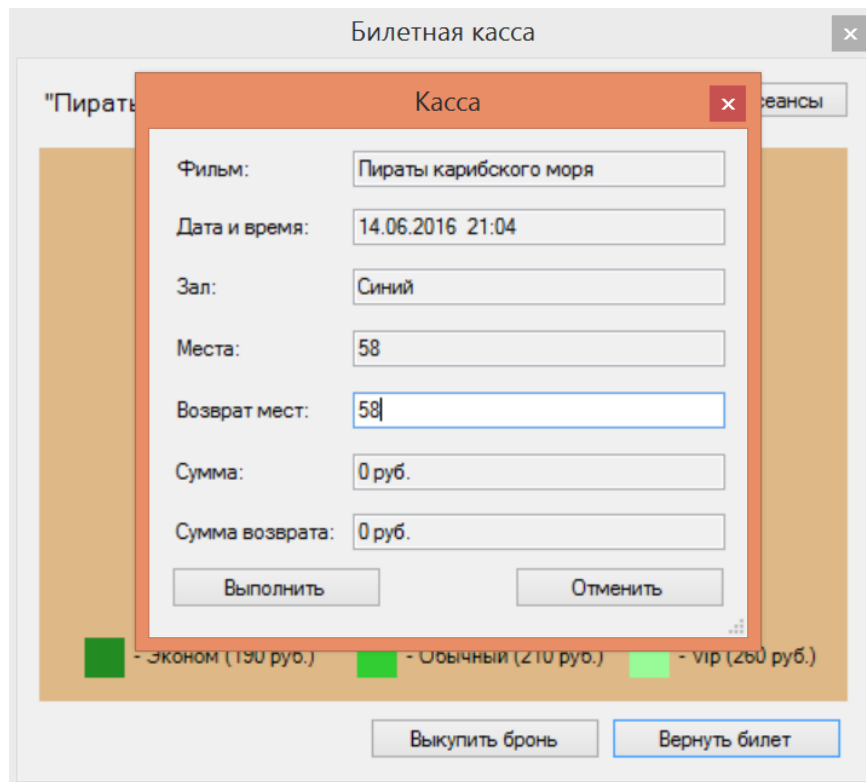 Билетная касса
"Пираты
Касса
сеансы
Фильм: Пираты карибского моря
Дата и время: 14.06.2016 21:04
Зал: Синий
Места: 58
Возврат мест: 58
Сумма: 0 руб.
Сумма возврата: 0 руб.
Выполнить Отменить
- Эконом (190 руб.) - Обычный (210 руб.) - Vip (260 руб.)
Выкупить бронь Вернуть билет